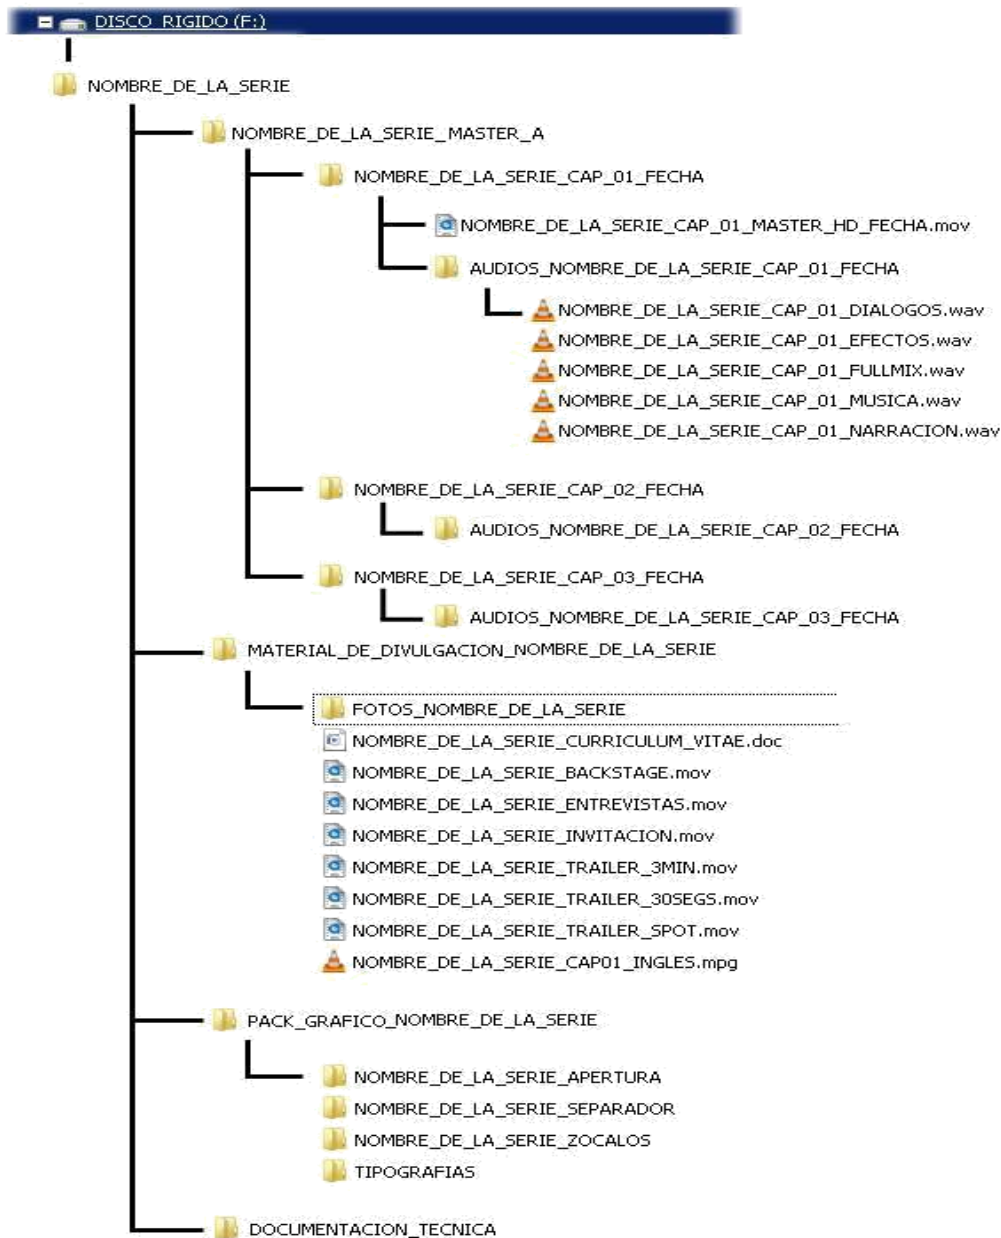 DISCO_RIGIDO (F:)
NOMBRE_DE_LA_SERIE
NOMBRE_DE_LA_SERIE_MASTER_A
NOMBRE_DE_LA_SERIE_CAP_01_FECHA
NOMBRE_DE_LA_SERIE_CAP_01_MASTER_HD_FECHA.mov
AUDIOS_NOMBRE_DE_LA_SERIE_CAP_01_FECHA
NOMBRE_DE_LA_SERIE_CAP_01_DIALOGOS.wav
NOMBRE_DE_LA_SERIE_CAP_01_EFECTOS.wav
NOMBRE_DE_LA_SERIE_CAP_01_FULLMIX.wav
NOMBRE_DE_LA_SERIE_CAP_01_MUSICA.wav
NOMBRE_DE_LA_SERIE_CAP_01_NARRACION.wav
NOMBRE_DE_LA_SERIE_CAP_02_FECHA
AUDIOS_NOMBRE_DE_LA_SERIE_CAP_02_FECHA
NOMBRE_DE_LA_SERIE_CAP_03_FECHA
AUDIOS_NOMBRE_DE_LA_SERIE_CAP_03_FECHA
MATERIAL_DE_DIVULGACION_NOMBRE_DE_LA_SERIE
FOTOS_NOMBRE_DE_LA_SERIE
NOMBRE_DE_LA_SERIE_CURRICULUM_VITAE.doc
NOMBRE_DE_LA_SERIE_BACKSTAGE.mov
NOMBRE_DE_LA_SERIE_ENTREVISTAS.mov
NOMBRE_DE_LA_SERIE_INVITACION.mov
NOMBRE_DE_LA_SERIE_TRAILER_3MIN.mov
NOMBRE_DE_LA_SERIE_TRAILER_30SEGS.mov
NOMBRE_DE_LA_SERIE_TRAILER_SPOT.mov
NOMBRE_DE_LA_SERIE_CAP01_INGLES.mpg
PACK_GRAFICO_NOMBRE_DE_LA_SERIE
NOMBRE_DE_LA_SERIE_APERTURA
NOMBRE_DE_LA_SERIE_SEPARADOR
NOMBRE_DE_LA_SERIE_ZOCALOS
TIPOGRAFIAS
DOCUMENTACION_TECNICA